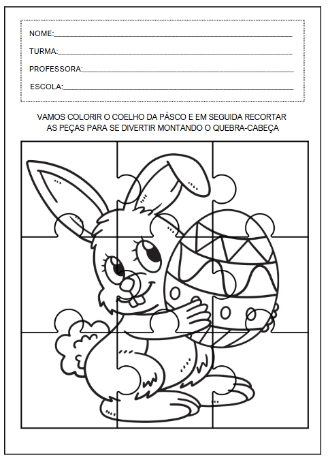 NOME:
TURMA:
PROFESSORA:
ESCOLA:
VAMOS COLORIR O COELHO DA PÁSCO E EM SEGUIDA RECORTAR
AS PEÇAS PARA SE DIVERTIR MONTANDO O QUEBRA-CABEÇA